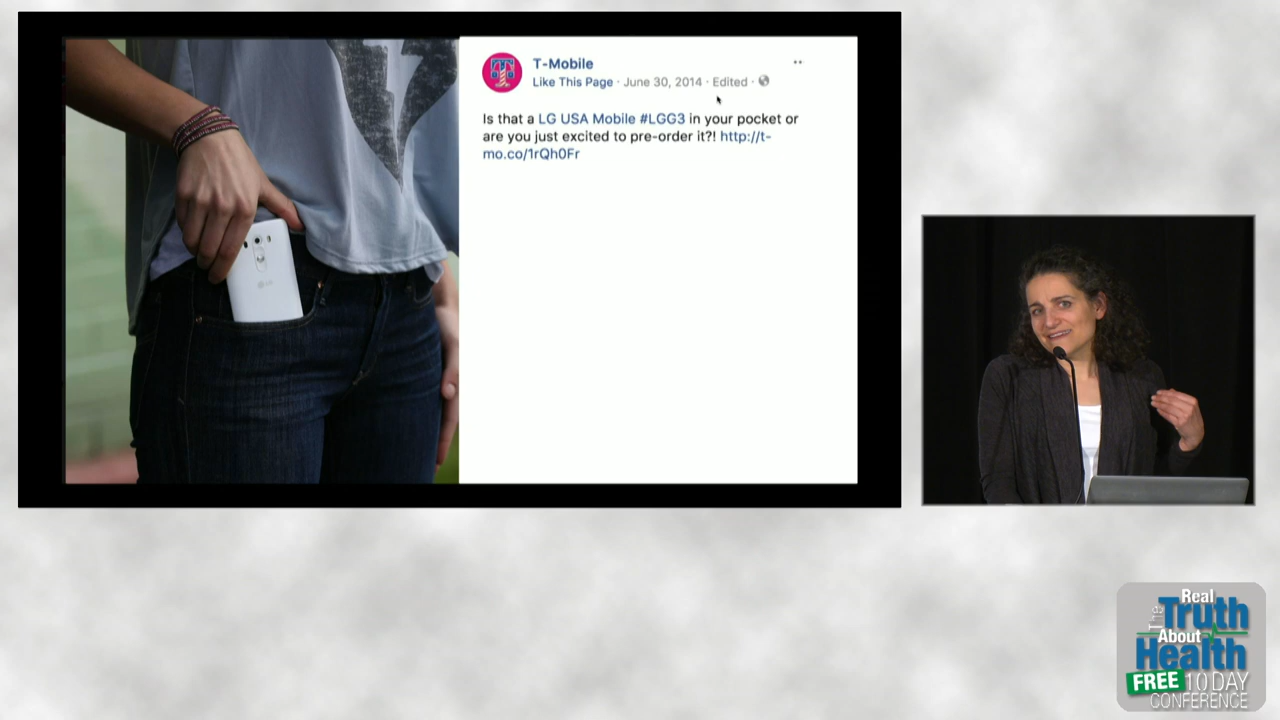 T-Mobile
Like This Page · June 30, 2014 · Edited ·
Is that a LG USA Mobile #LGG3 in your pocket or
are you just excited to pre-order it?! http://t-
mo.co/1rQh0Fr
T
LG
The Real
Truth
About
Health
FREE 10 DAY
CONFERENCE